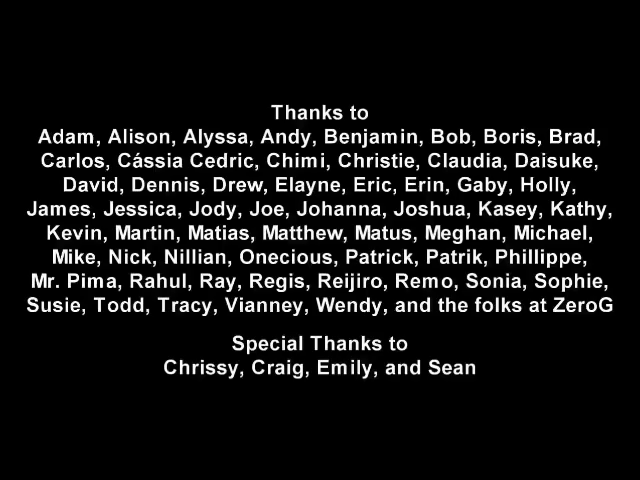 Thanks to
Adam, Alison, Alyssa, Andy, Benjamin, Bob, Boris, Brad,
Carlos, Cássia Cedric, Chimi, Christie, Claudia, Daisuke,
David, Dennis, Drew, Elayne, Eric, Erin, Gaby, Holly,
James, Jessica, Jody, Joe, Johanna, Joshua, Kasey, Kathy,
Kevin, Martin, Matias, Matthew, Matus, Meghan, Michael,
Mike, Nick, Nillian, Onecious, Patrick, Patrik, Phillippe,
Mr. Pima, Rahul, Ray, Regis, Reijiro, Remo, Sonia, Sophie,
Susie, Todd, Tracy, Vianney, Wendy, and the folks at ZeroG
Special Thanks to
Chrissy, Craig, Emily, and Sean